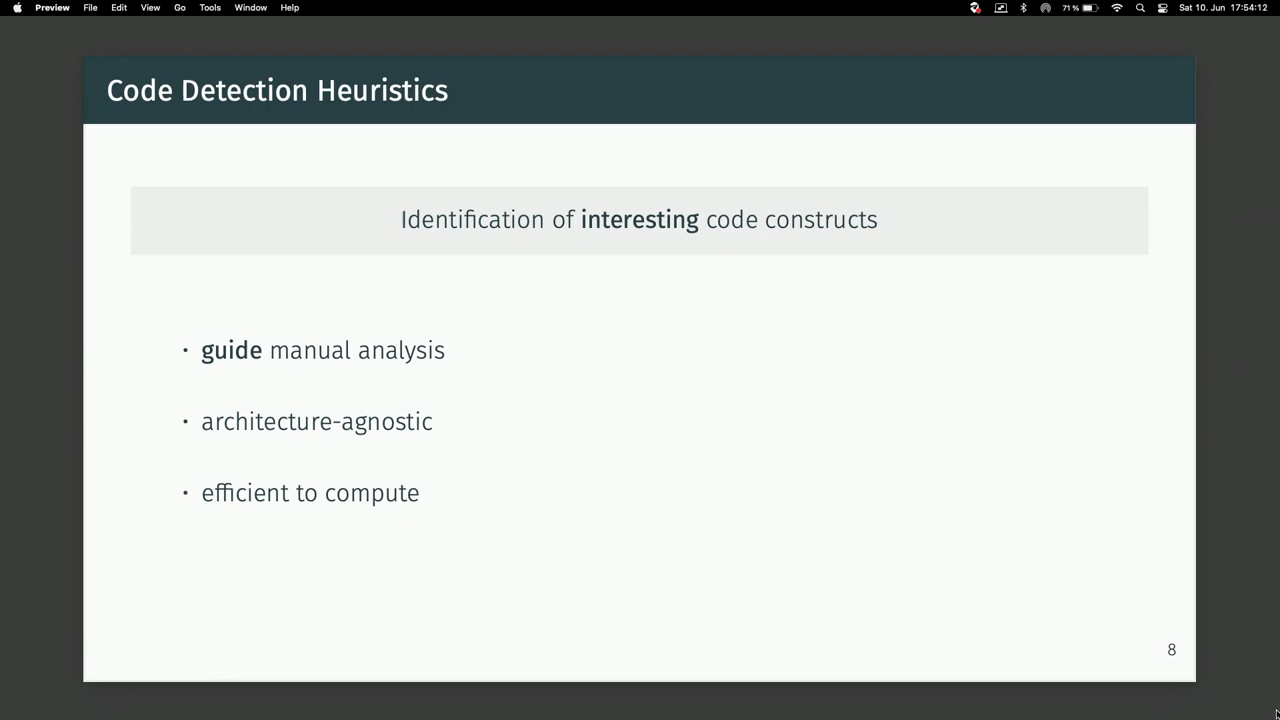 Preview File Edit View Go Tools Window Help 71 % Sat 10. Jun 17:54:12
Code Detection Heuristics
Identification of interesting code constructs
• guide manual analysis
• architecture-agnostic
• efficient to compute
8